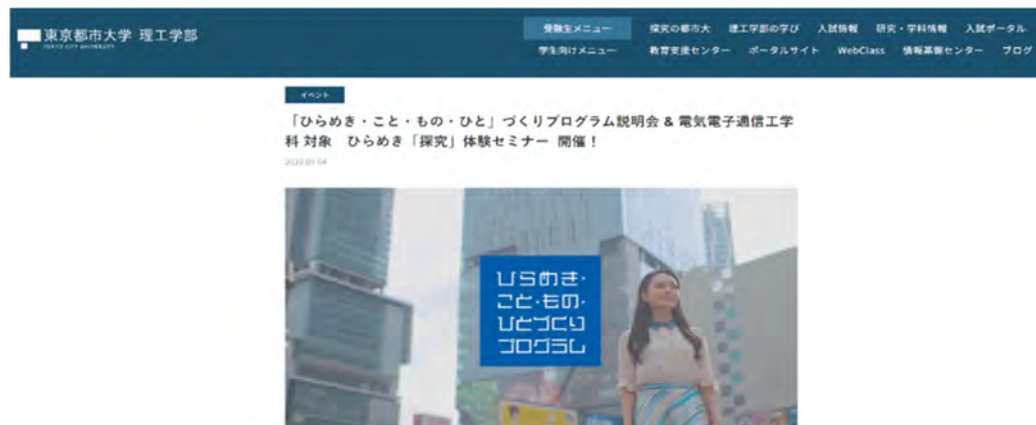 東京都市大学 理工学部
TOKYO CITY UNIVERSITY
受験生メニュー 探究の都市大 理工学部の学び 入試情報 研究・学科情報 入試ポータル
学生向けメニュー 教育支援センター ポータルサイト WebClass 情報基盤センター ブログ
イベント
「ひらめき・こと・もの・ひと」づくりプログラム説明会 & 電気電子通信工学
科 対象 ひらめき「探究」体験セミナー 開催！
ひらめき・
こと・もの・
ひとづくり
プログラム